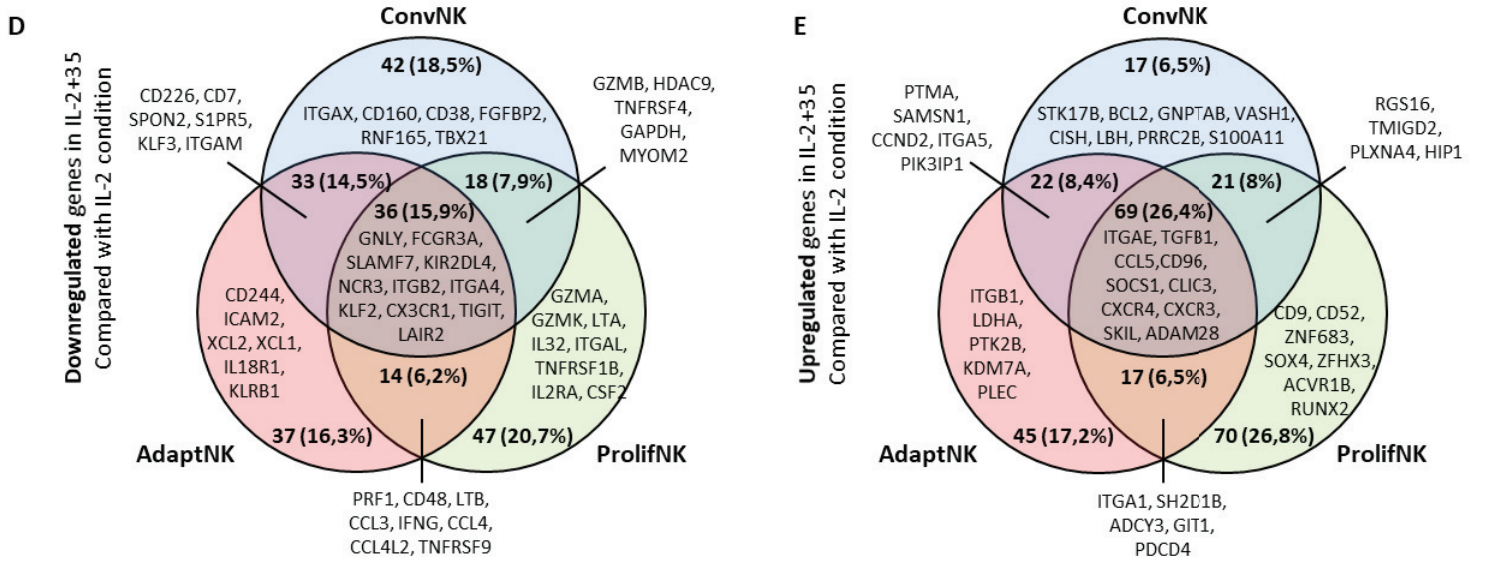 D
Downregulated genes in IL-2+35
Compared with IL-2 condition
ConvNK
42 (18,5%)
ITGAX, CD160, CD38, FGFBP2,
RNF165, TBX21
CD226, CD7,
SPON2, S1PR5,
KLF3, ITGAM
GZMB, HDAC9,
TNFRSF4,
GAPDH,
MYOM2
33 (14,5%)
18 (7,9%)
36 (15,9%)
GNLY, FCGR3A,
SLAMF7, KIR2DL4,
NCR3, ITGB2, ITGA4,
KLF2, CX3CR1, TIGIT,
LAIR2
CD244,
ICAM2,
XCL2, XCL1,
IL18R1,
KLRB1
GZMA,
GZMK, LTA,
IL32, ITGAL,
TNFRSF1B,
IL2RA, CSF2
14 (6,2%)
37 (16,3%)
47 (20,7%)
AdaptNK
ProlifNK
PRF1, CD48, LTB,
CCL3, IFNG, CCL4,
CCL4L2, TNFRSF9
E
Upregulated genes in IL-2+35
Compared with IL-2 condition
ConvNK
17 (6,5%)
STK17B, BCL2, GNPTAB, VASH1,
CISH, LBH, PRRC2B, S100A11
PTMA,
SAMSN1,
CCND2, ITGA5,
PIK3IP1
RGS16,
TMIGD2,
PLXNA4, HIP1
22 (8,4%)
21 (8%)
69 (26,4%)
ITGAE, TGFB1,
CCL5,CD96,
SOCS1, CLIC3,
CXCR4, CXCR3,
SKIL, ADAM28
ITGB1,
LDHA,
PTK2B,
KDM7A,
PLEC
CD9, CD52,
ZNF683,
SOX4, ZFHX3,
ACVR1B,
RUNX2
17 (6,5%)
45 (17,2%)
70 (26,8%)
AdaptNK
ProlifNK
ITGA1, SH2D1B,
ADCY3, GIT1,
PDCD4